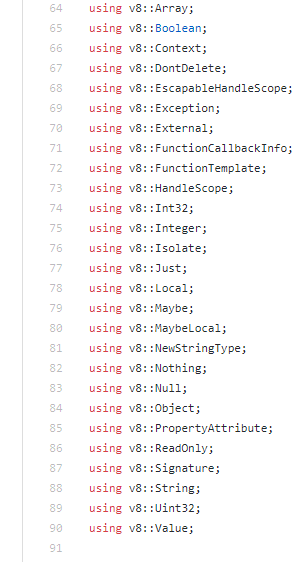 64 using v8::Array;
65 using v8::Boolean;
66 using v8::Context;
67 using v8::DontDelete;
68 using v8::EscapableHandleScope;
69 using v8::Exception;
70 using v8::External;
71 using v8::FunctionCallbackInfo;
72 using v8::FunctionTemplate;
73 using v8::HandleScope;
74 using v8::Int32;
75 using v8::Integer;
76 using v8::Isolate;
77 using v8::Just;
78 using v8::Local;
79 using v8::Maybe;
80 using v8::MaybeLocal;
81 using v8::NewStringType;
82 using v8::Nothing;
83 using v8::Null;
84 using v8::Object;
85 using v8::PropertyAttribute;
86 using v8::ReadOnly;
87 using v8::Signature;
88 using v8::String;
89 using v8::Uint32;
90 using v8::Value;
91